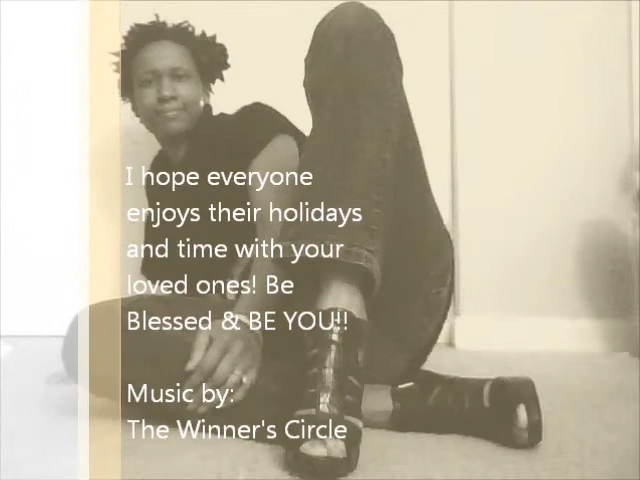 I hope everyone
enjoys their holidays
and time with your
loved ones! Be
Blessed & BE YOU!!
Music by:
The Winner's Circle